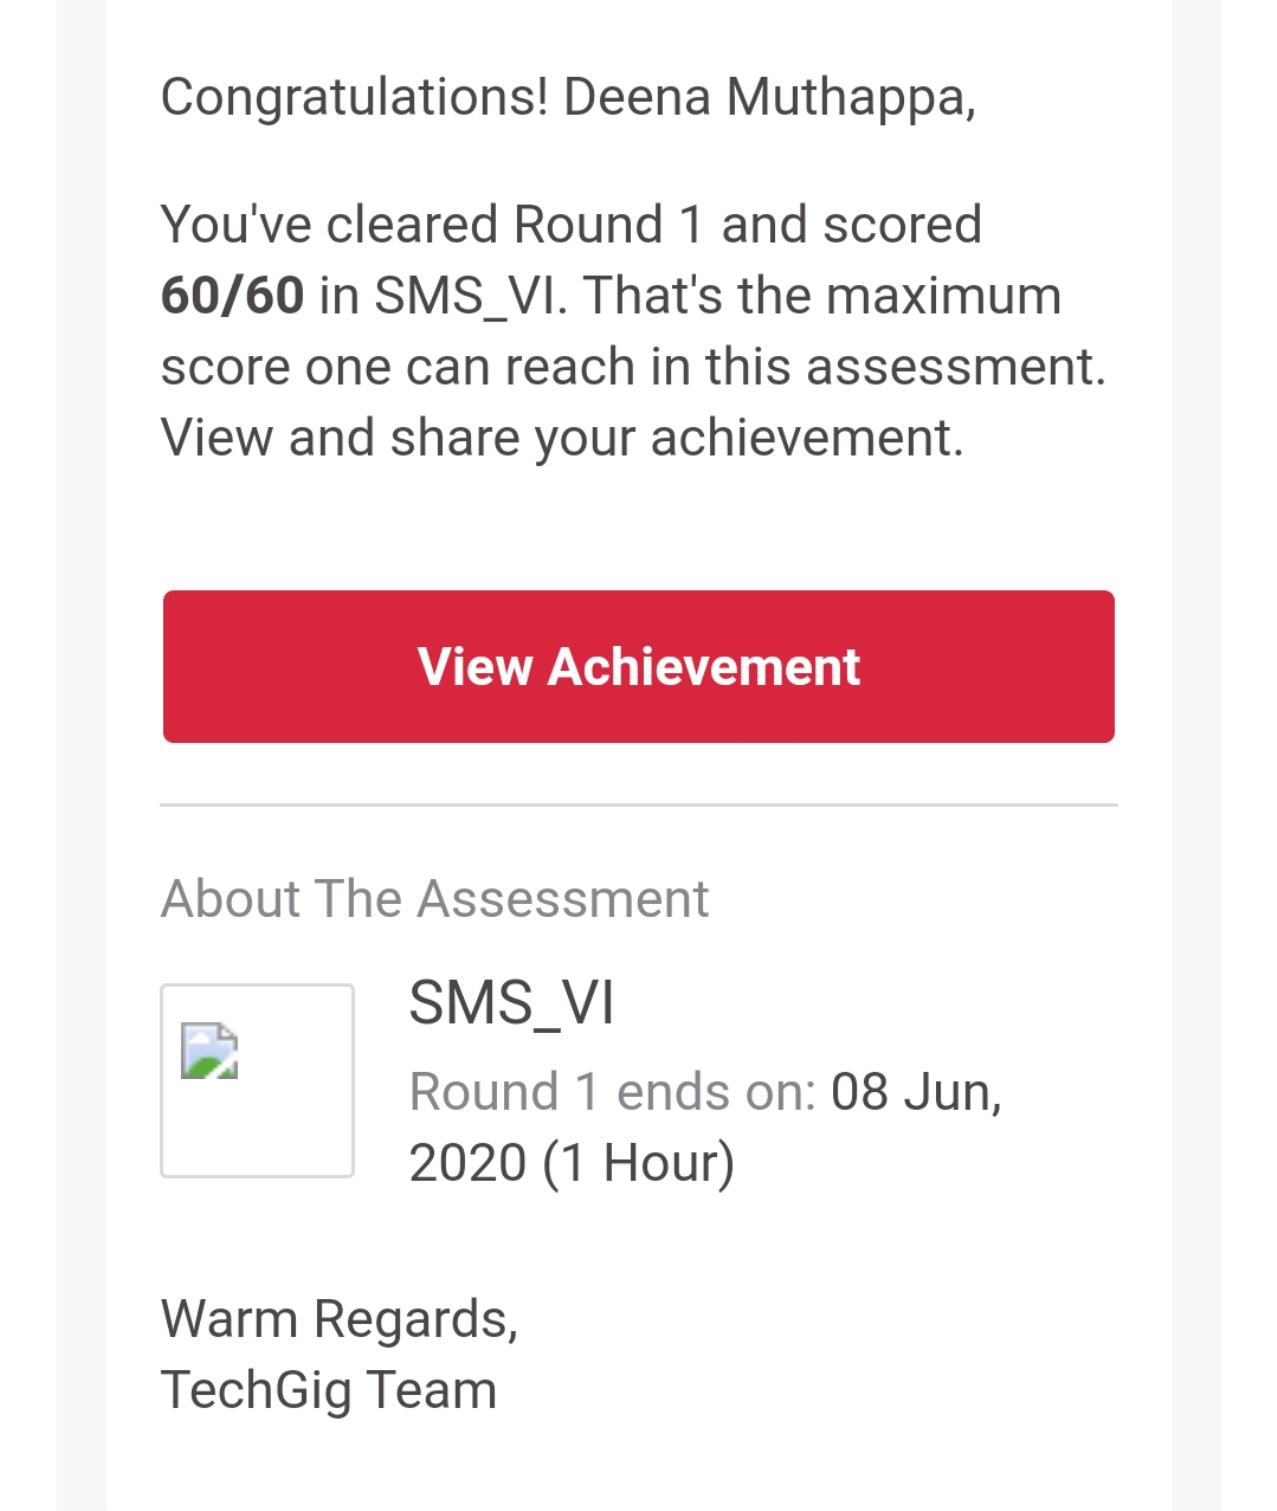 Congratulations! Deena Muthappa,
You've cleared Round 1 and scored
60/60 in SMS_VI. That's the maximum
score one can reach in this assessment.
View and share your achievement.
View Achievement
About The Assessment
SMS_VI
Round 1 ends on: 08 Jun,
2020 (1 Hour)
Warm Regards,
TechGig Team